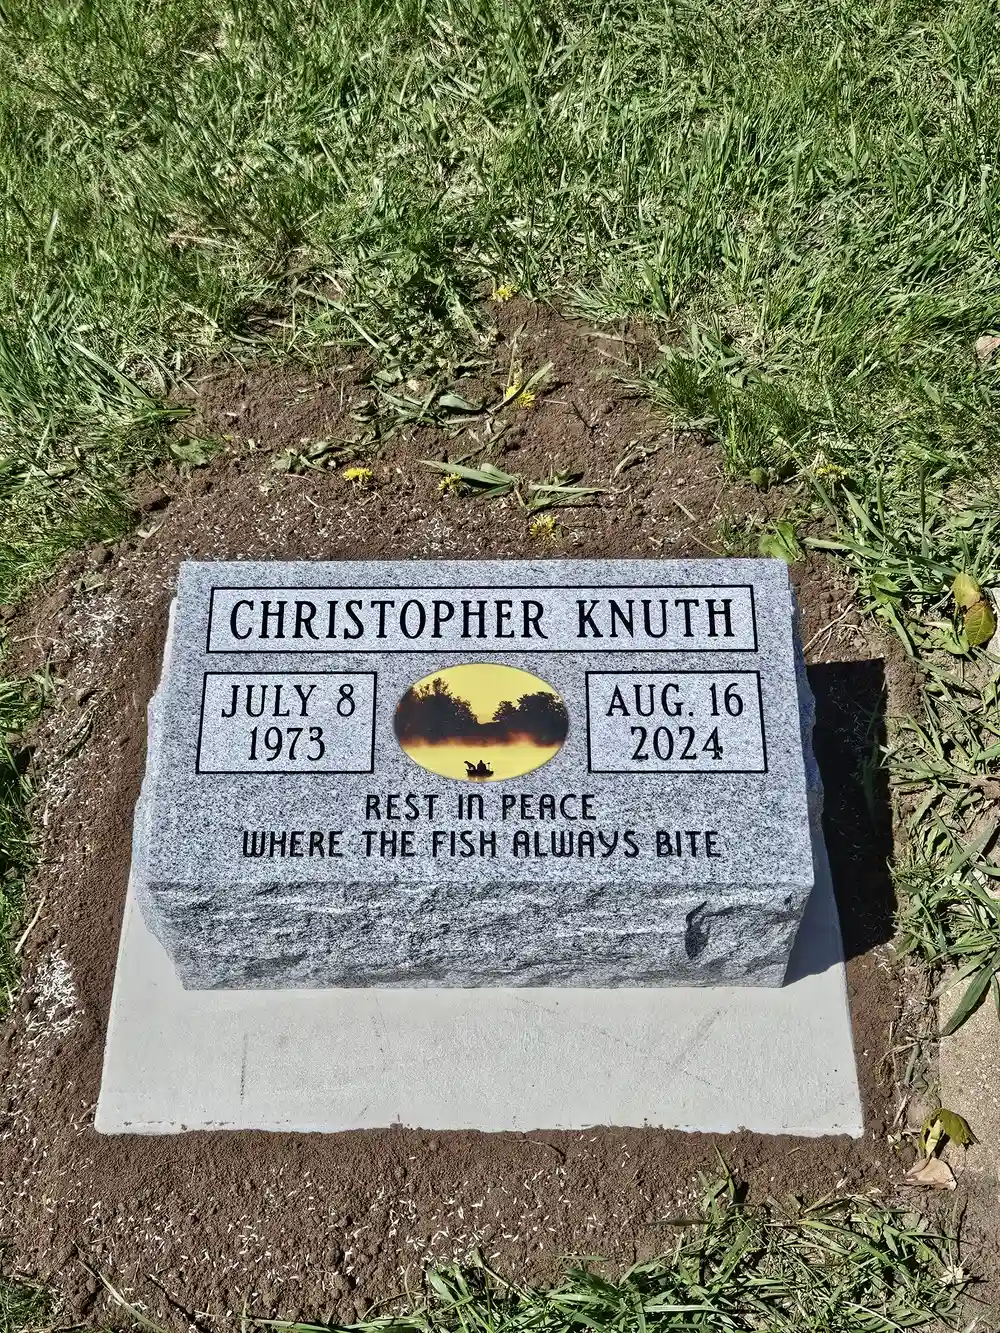 CHRISTOPHER KNUTH
JULY 8
1973
AUG. 16
2024
REST IN PEACE
WHERE THE FISH ALWAYS BITE